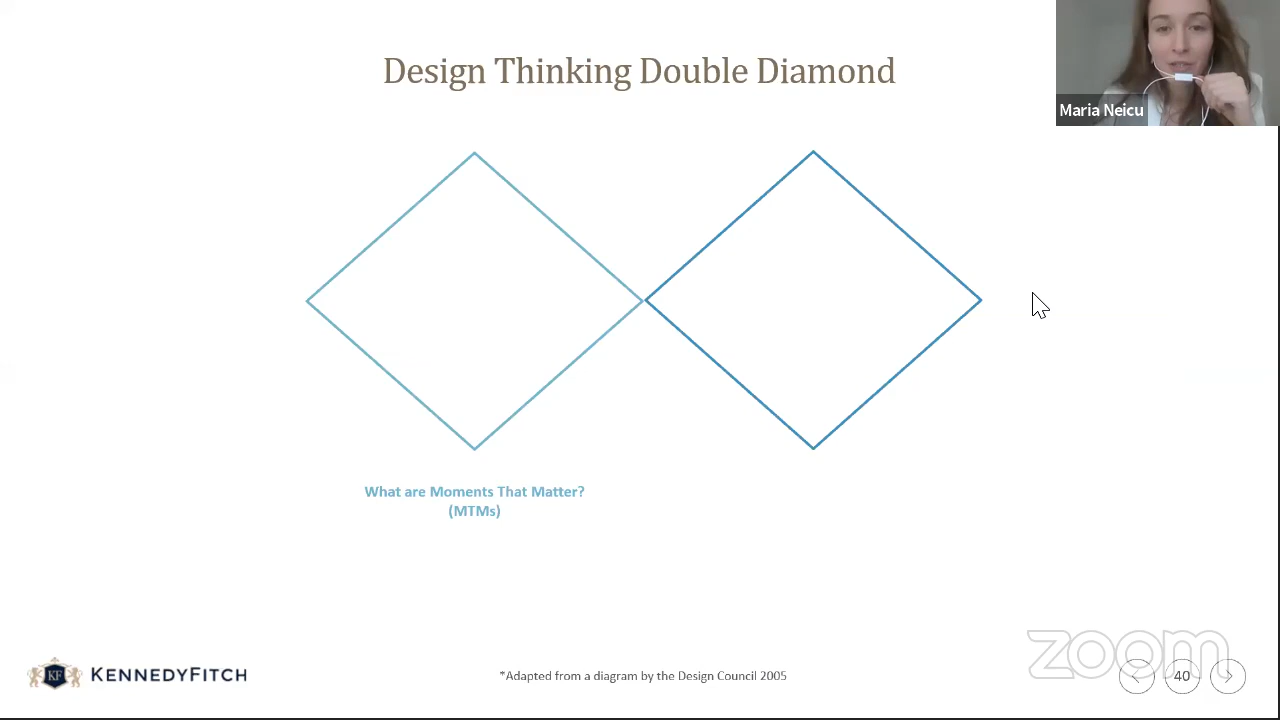 Design Thinking Double Diamond
Maria Neicu
What are Moments That Matter?
(MTMs)
KF
KENNEDYFITCH
*Adapted from a diagram by the Design Council 2005
zoom
40